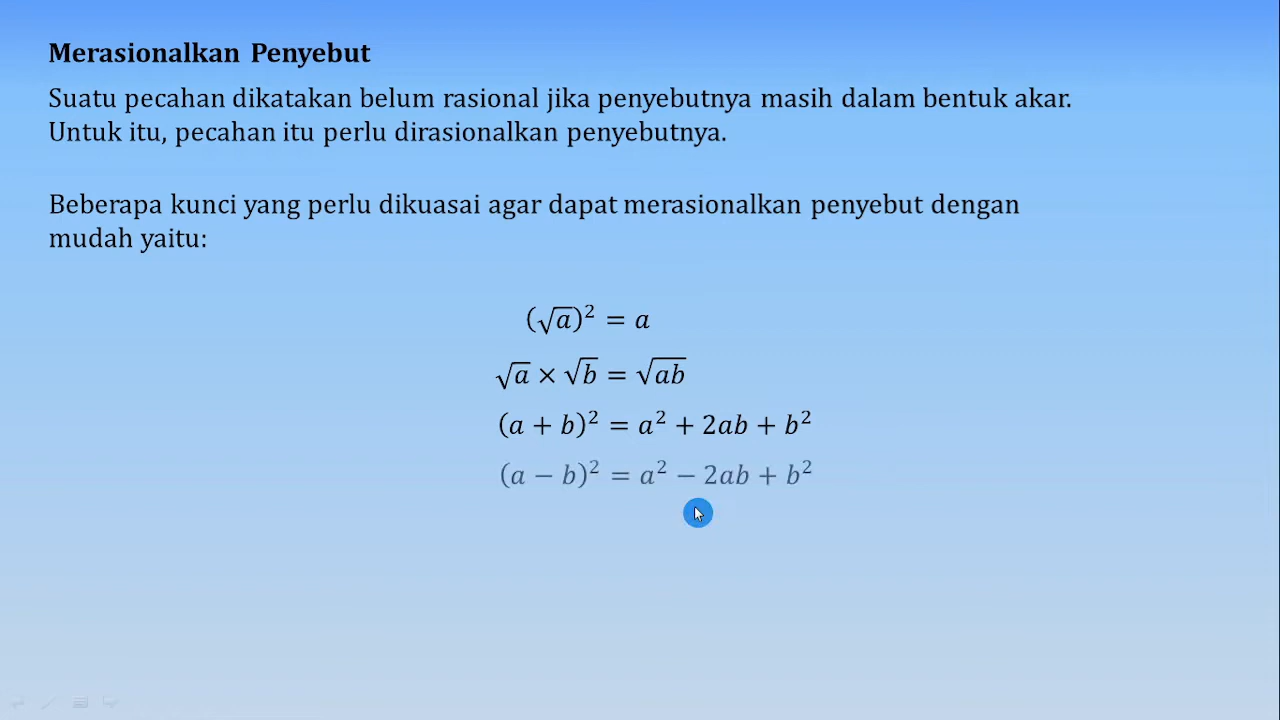 Merasionalkan Penyebut
Suatu pecahan dikatakan belum rasional jika penyebutnya masih dalam bentuk akar.
Untuk itu, pecahan itu perlu dirasionalkan penyebutnya.
Beberapa kunci yang perlu dikuasai agar dapat merasionalkan penyebut dengan
mudah yaitu:
(√a)² = a
√a × √b = √ab
(a + b)² = a² + 2ab + b²
(a − b)² = a² − 2ab + b²